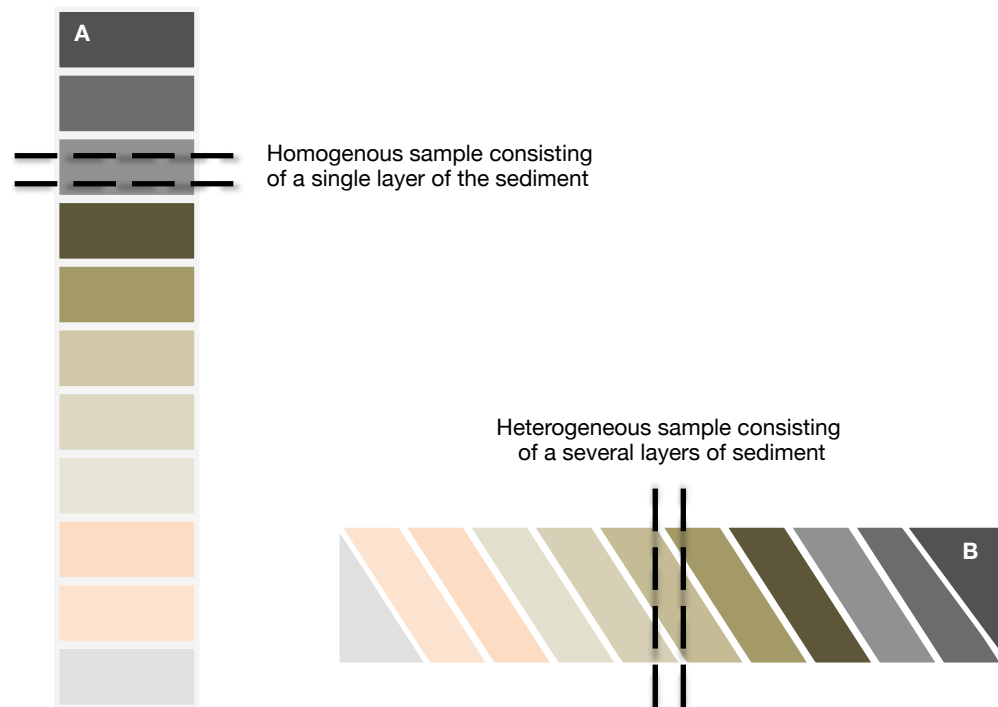 A
Homogenous sample consisting
of a single layer of the sediment
Heterogeneous sample consisting
of a several layers of sediment
B